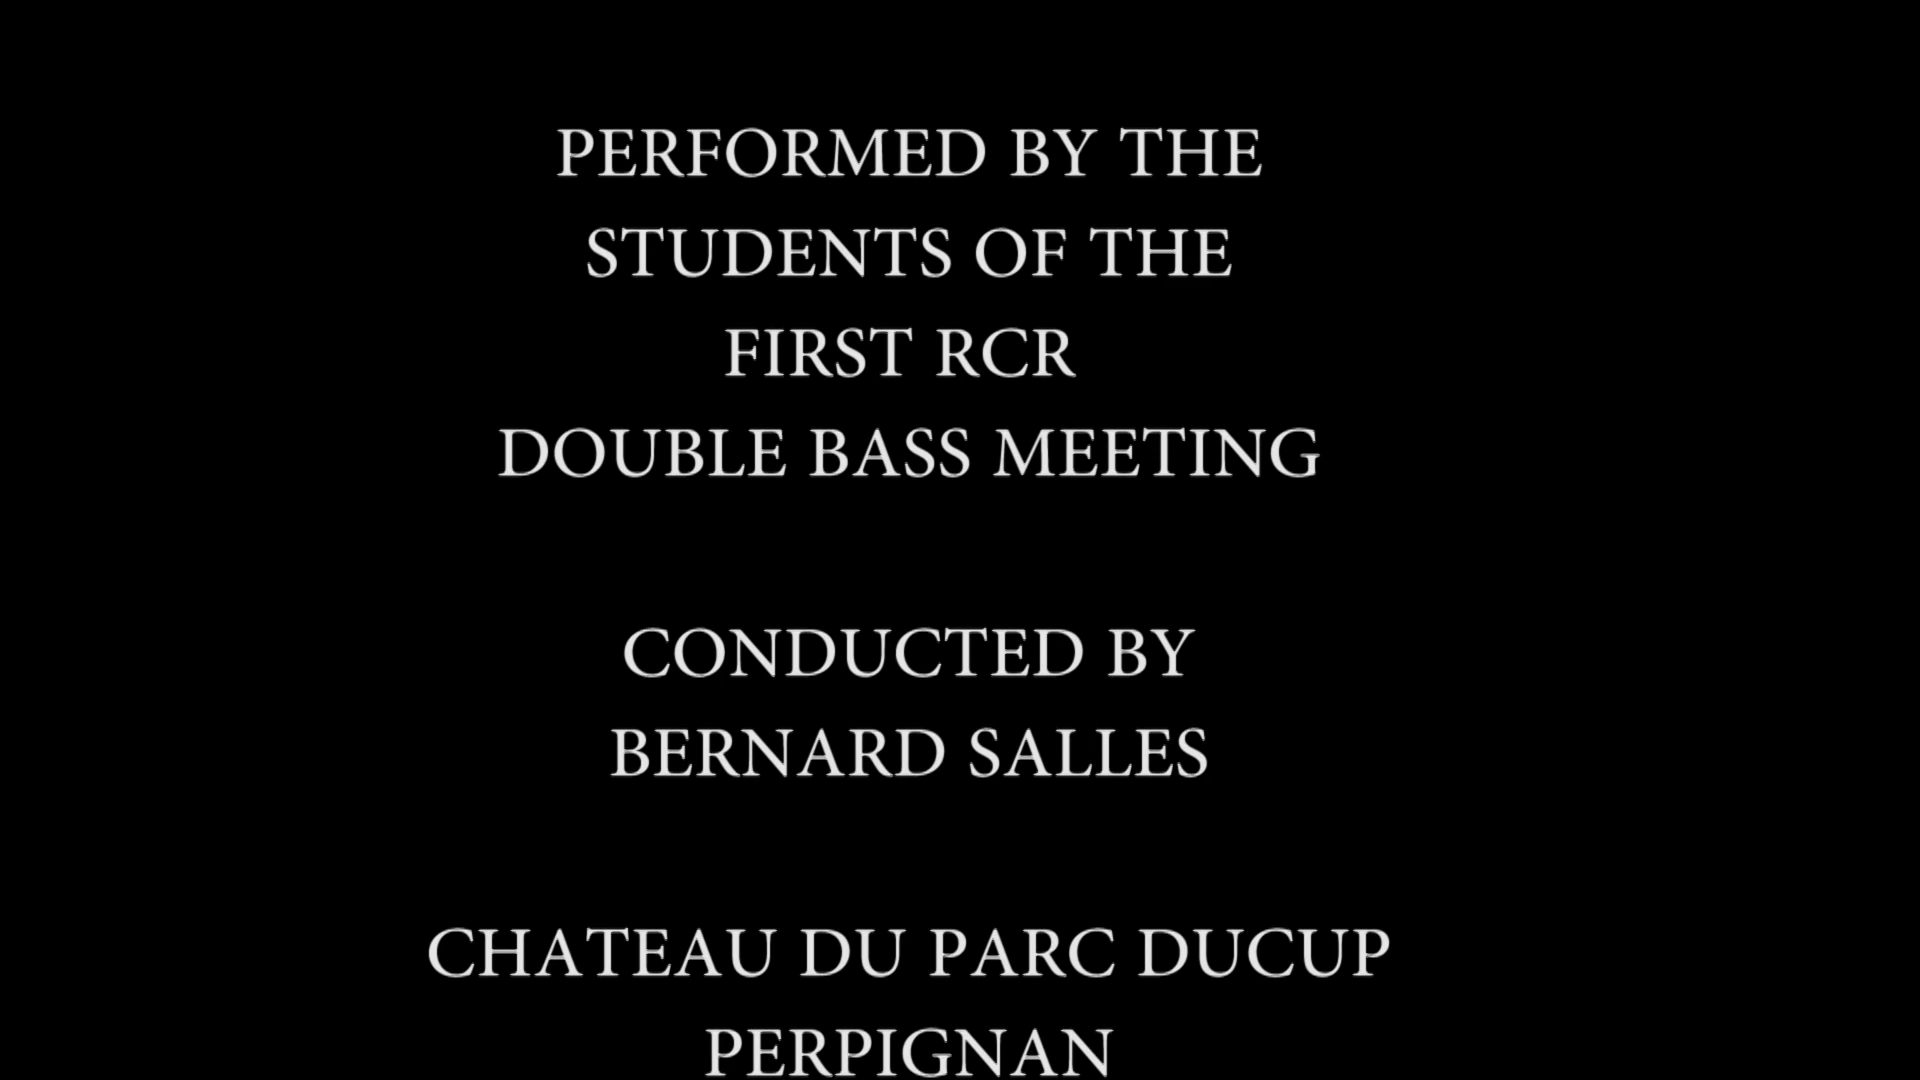 PERFORMED BY THE
STUDENTS OF THE
FIRST RCR
DOUBLE BASS MEETING
CONDUCTED BY
BERNARD SALLES
CHATEAU DU PARC DUCUP
PERPIGNAN